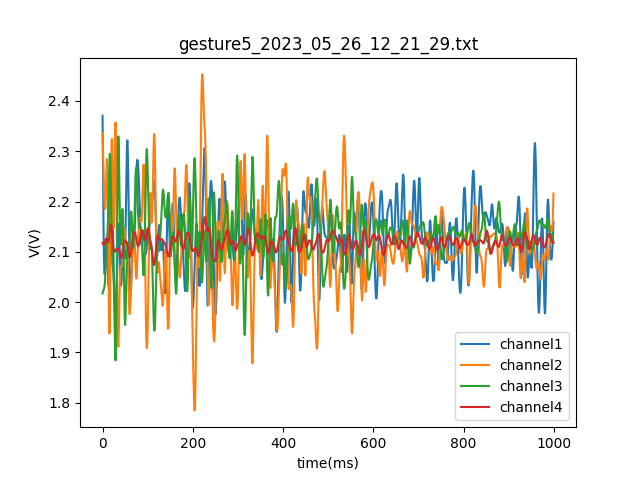 gesture5_2023_05_26_12_21_29.txt
V(V)
2.4
2.3
2.2
2.1
2.0
1.9
1.8
channel1
channel2
channel3
channel4
0 200 400 600 800 1000
time(ms)